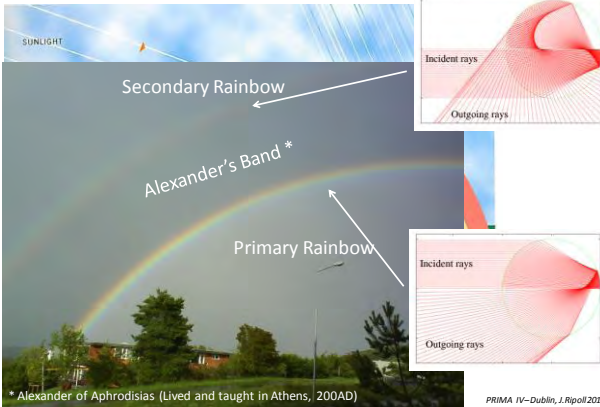 SUNLIGHT
Secondary Rainbow
Incident rays
Outgoing rays
Alexander's Band *
Primary Rainbow
Incident rays
Outgoing rays
* Alexander of Aphrodisias (Lived and taught in Athens, 200AD)
PRIMA IV–Dublin, J.Ripoll 201